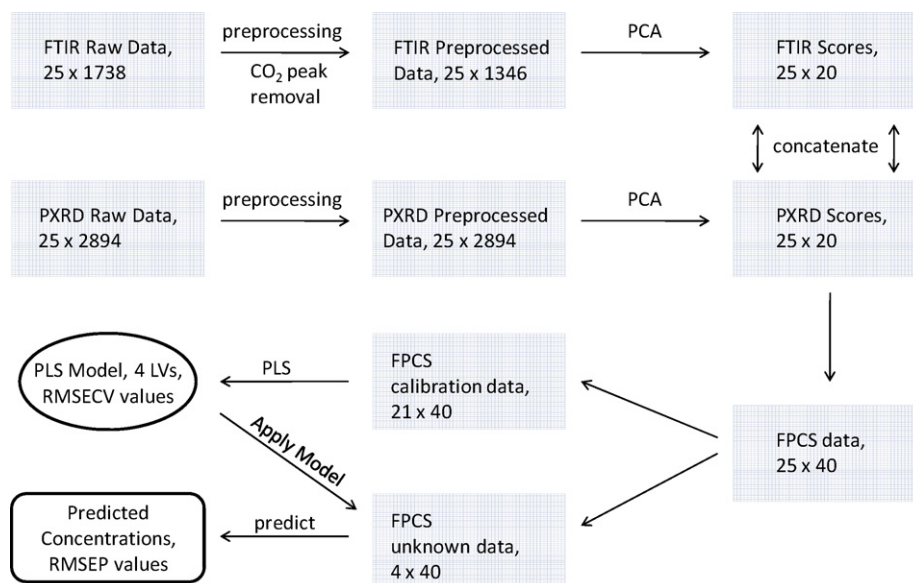 FTIR Raw Data,
25 x 1738
preprocessing
CO₂ peak
removal
FTIR Preprocessed
Data, 25 x 1346
PCA
FTIR Scores,
25 x 20
concatenate
PXRD Raw Data,
25 x 2894
preprocessing
PXRD Preprocessed
Data, 25 x 2894
PCA
PXRD Scores,
25 x 20
PLS Model, 4 LVs,
RMSECV values
PLS
FPCS
calibration data,
21 x 40
Apply Model
FPCS data,
25 x 40
Predicted
Concentrations,
RMSEP values
predict
FPCS
unknown data,
4 x 40